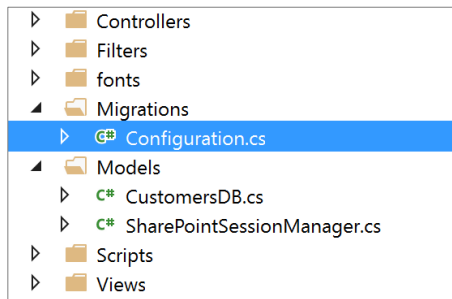 Controllers
Filters
fonts
Migrations
C# Configuration.cs
Models
C# CustomersDB.cs
C# SharePointSessionManager.cs
Scripts
Views